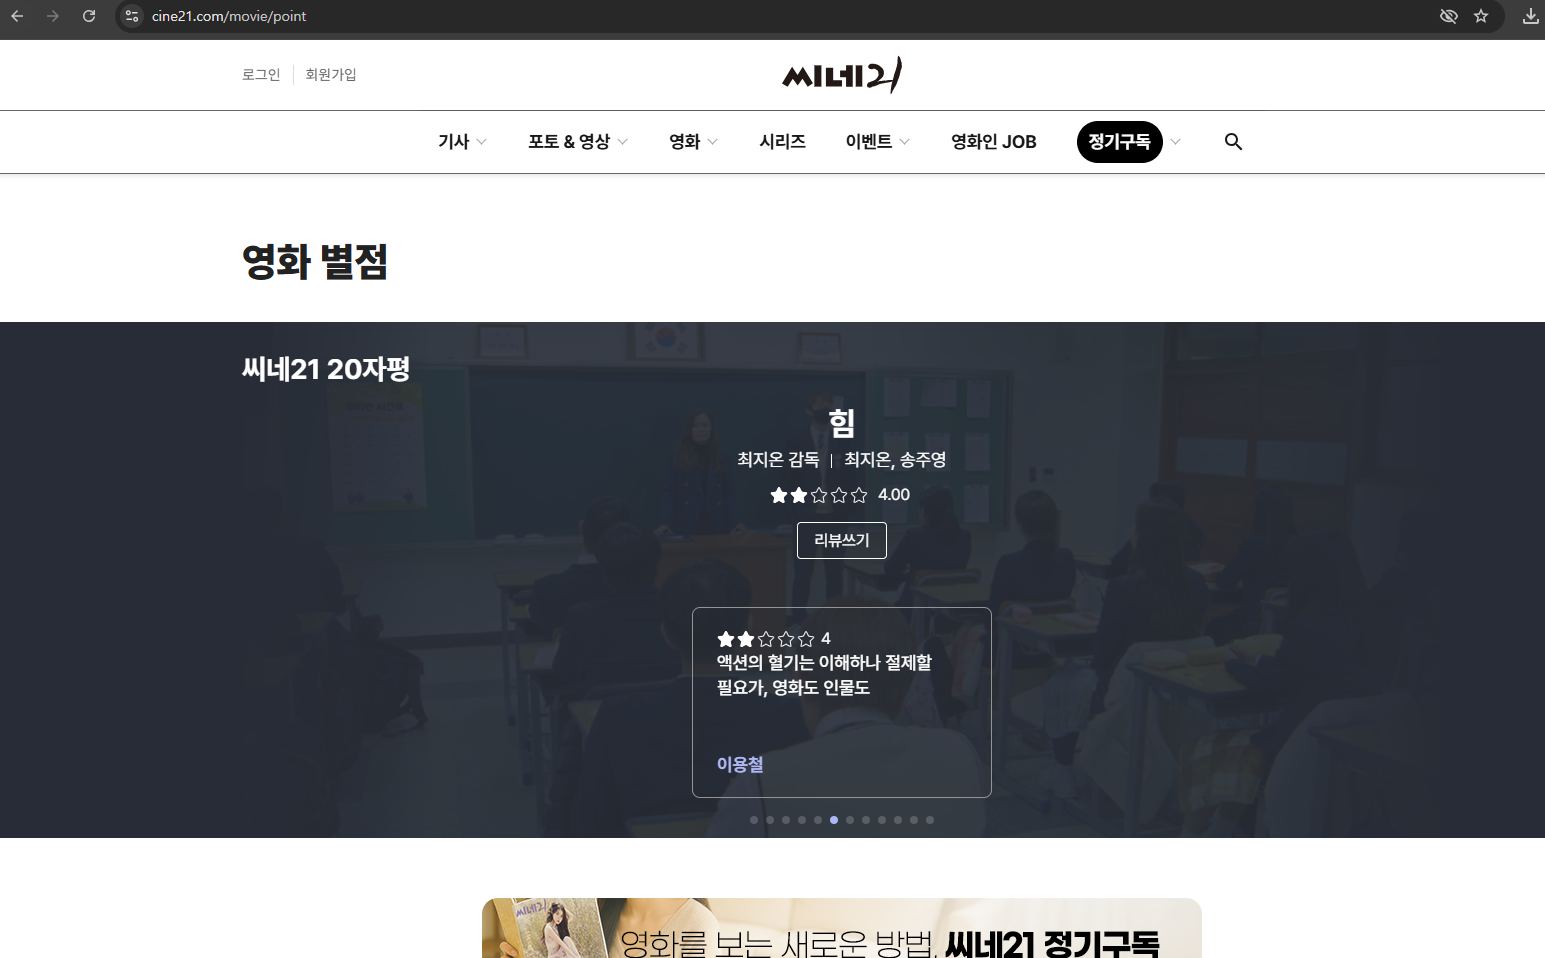 cine21.com/movie/point
로그인
회원가입
씨네21
기사
포토 & 영상
영화
시리즈
이벤트
영화인 JOB
정기구독
영화 별점
씨네21 20자평
힘
최지온 감독 | 최지온, 송주영
4.00
리뷰쓰기
4
액션의 혈기는 이해하나 절제할
필요가, 영화도 인물도
이용철
씨네21
영화를 보는 새로운 방법, 씨네21 정기구독